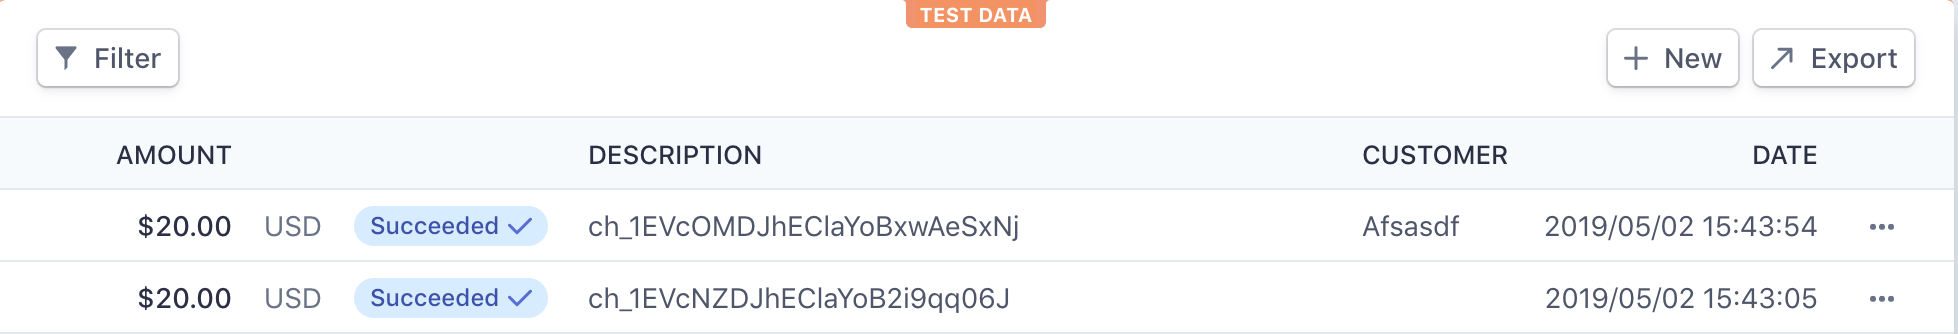 TEST DATA
Filter + New Export
AMOUNT DESCRIPTION CUSTOMER DATE
$20.00 USD Succeeded ch_1EVcOMDJhEClaYoBxwAeSxNj Afsasdf 2019/05/02 15:43:54
$20.00 USD Succeeded ch_1EVcNZDJhEClaYoB2i9qq06J 2019/05/02 15:43:05